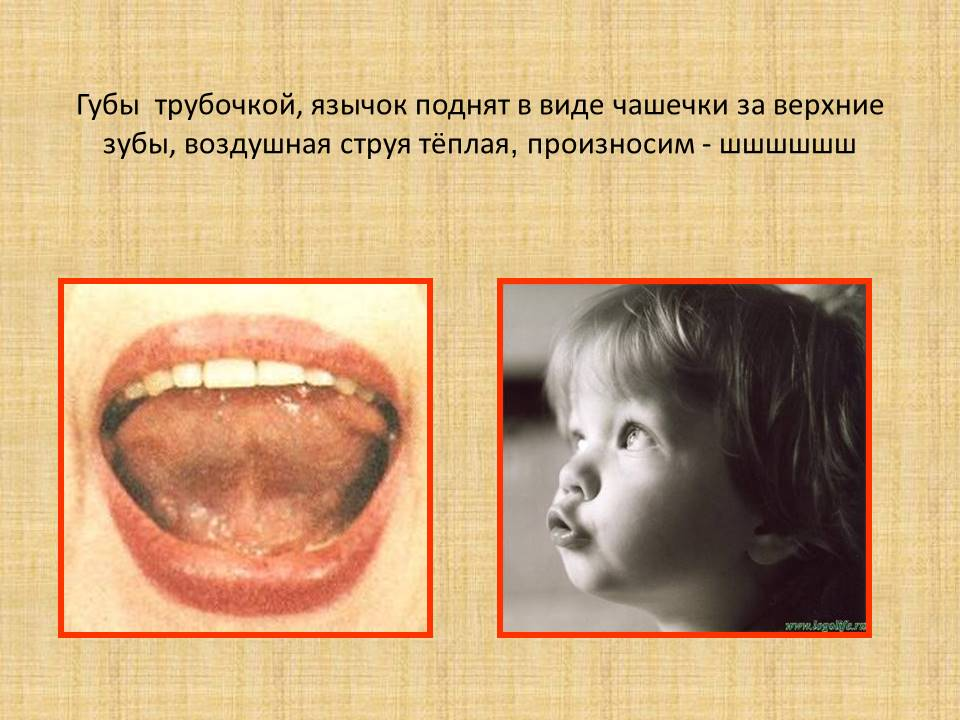 Губы  трубочкой, язычок поднят в виде чашечки за верхние
зубы, воздушная струя тёплая, произносим - шшшшшш
www.logolife.ru